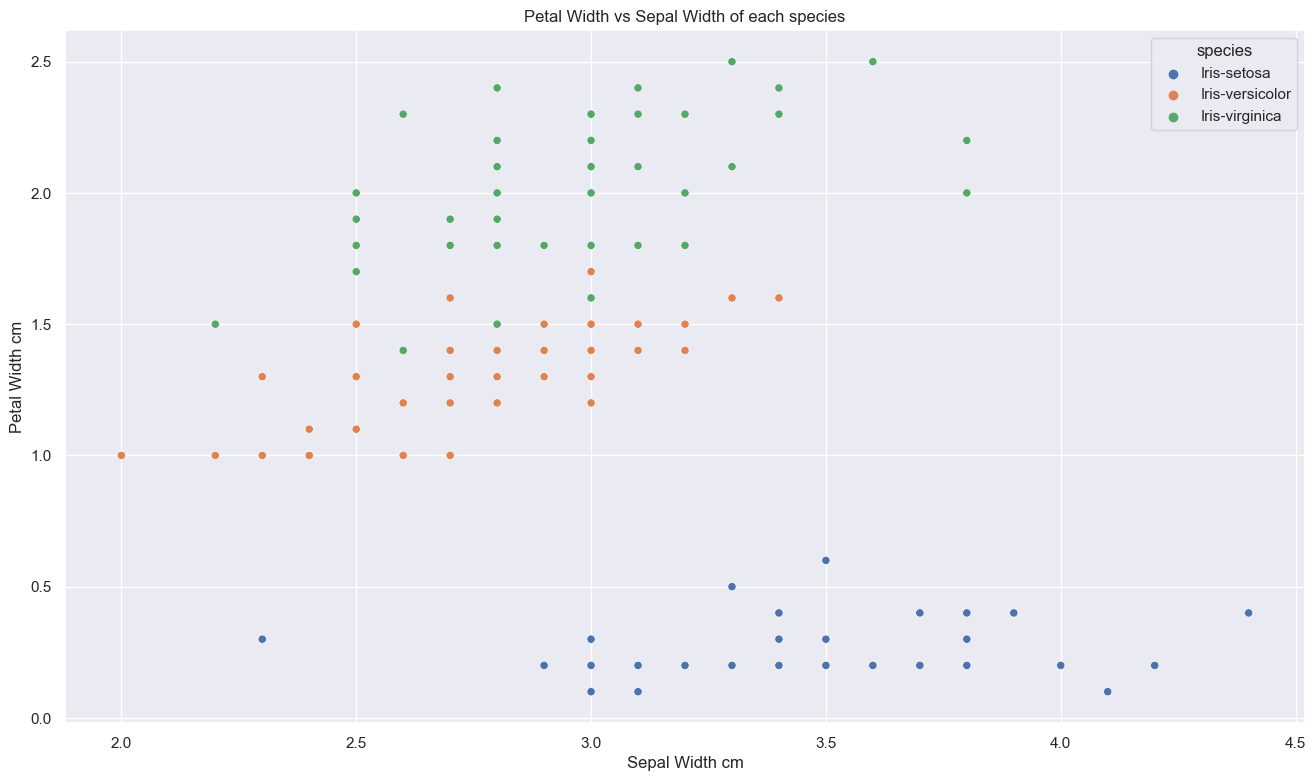 Petal Width vs Sepal Width of each species
species
Iris-setosa
Iris-versicolor
Iris-virginica
Petal Width cm
2.5
2.0
1.5
1.0
0.5
0.0
2.0 2.5 3.0 3.5 4.0 4.5
Sepal Width cm